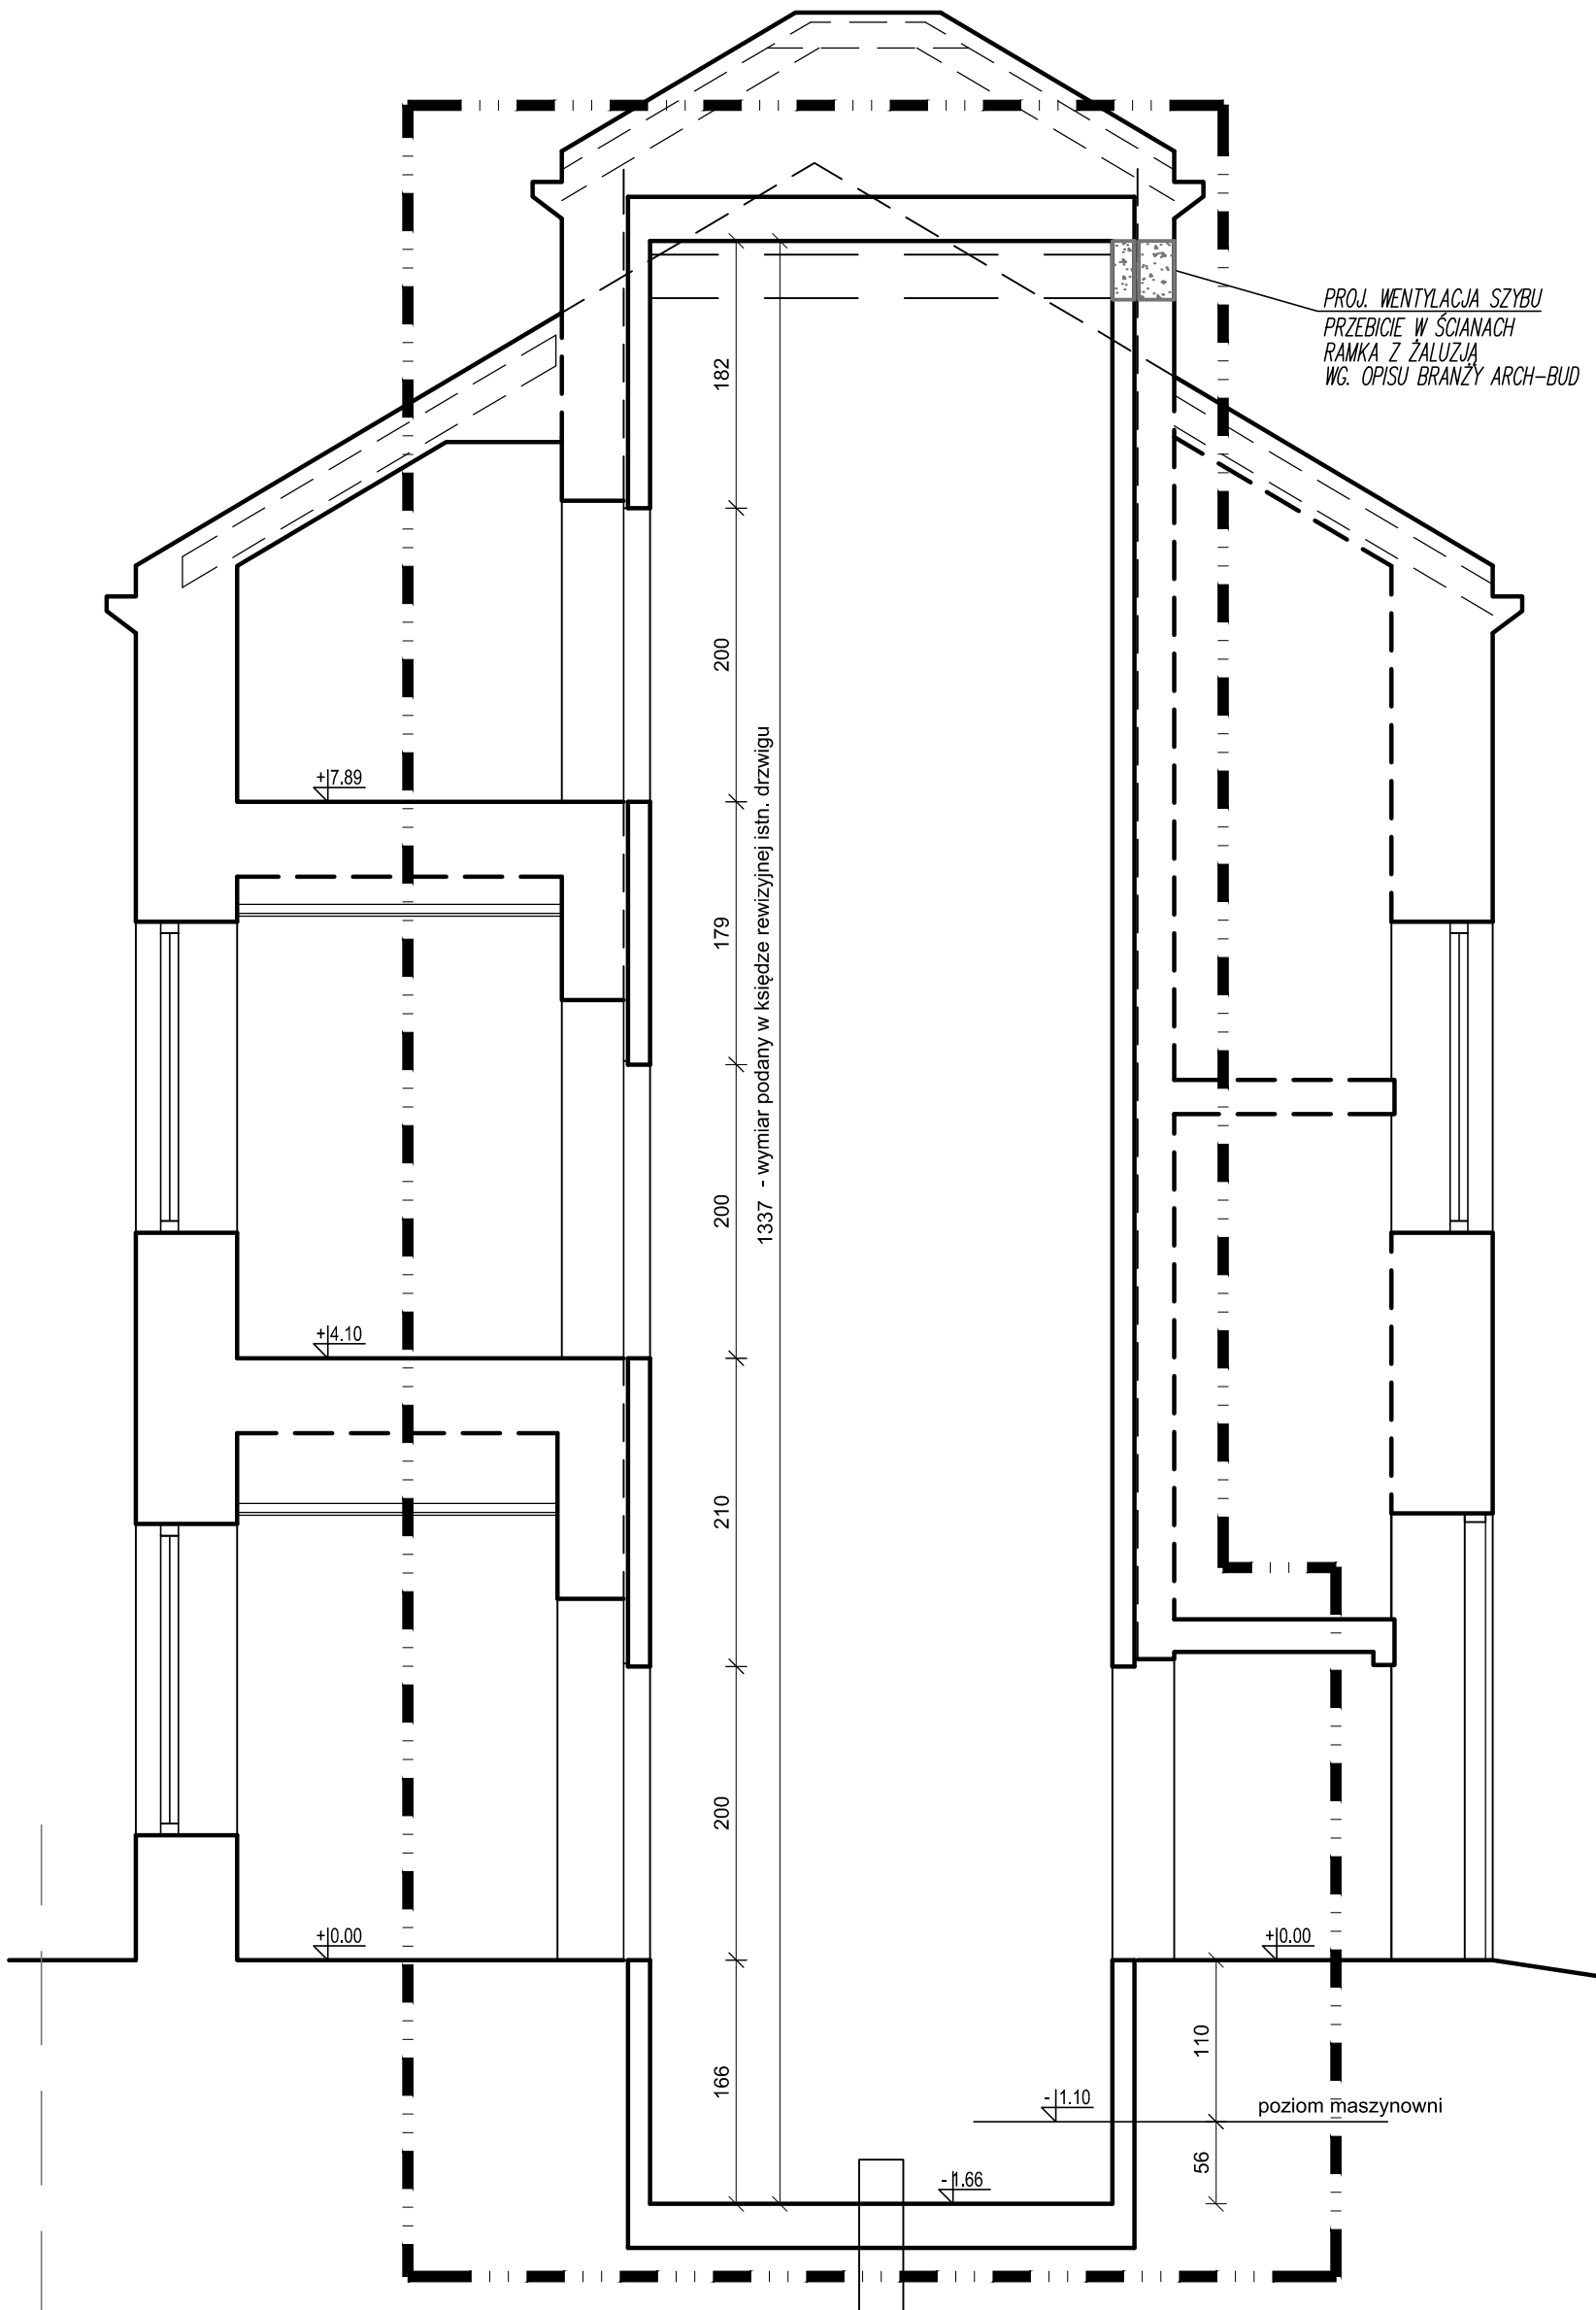 PROJ. WENTYLACJA SZYBU
PRZEBICIE W ŚCIANACH
RAMKA Z ŻALUZJĄ
WG. OPISU BRANŻY ARCH-BUD
182
200
1337 - wymiar podany w księdze rewizyjnej istn. drzwigu
+7.89
179
200
+4.10
210
200
+0.00
+0.00
166
110
-1.10
poziom maszynowni
56
-1.66